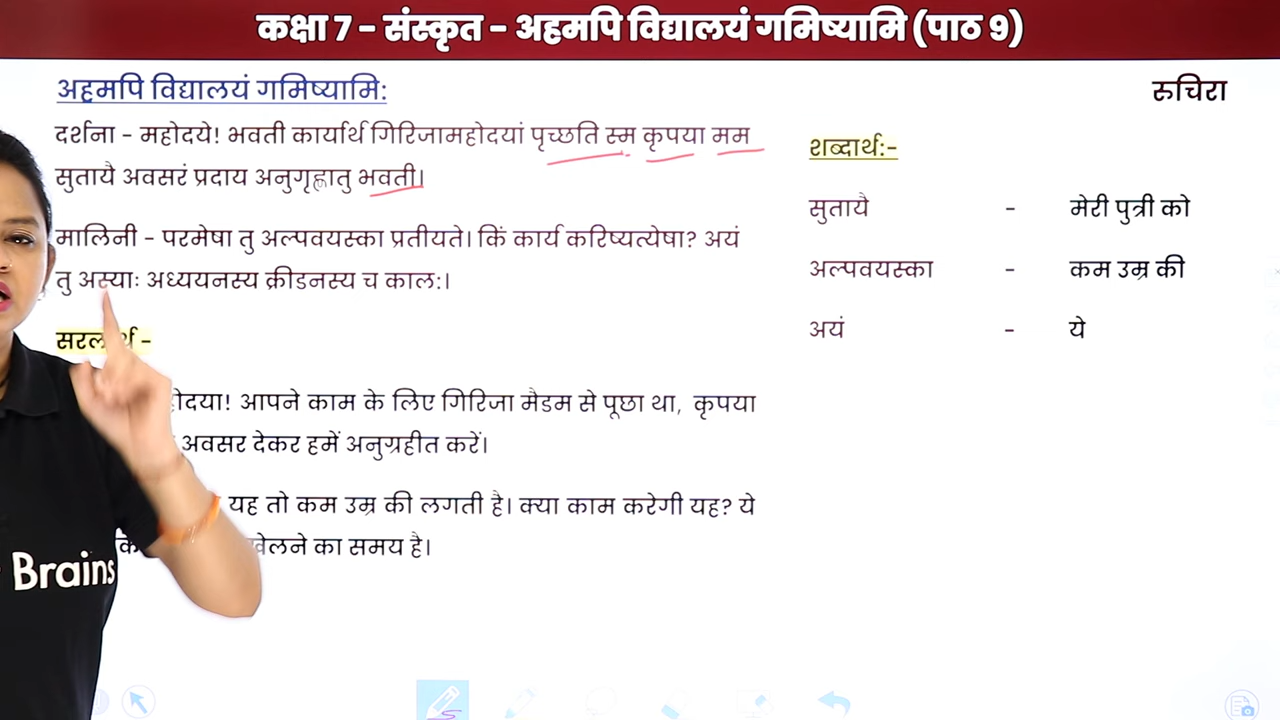 कक्षा 7 - संस्कृत - अहमपि विद्यालयं गमिष्यामि (पाठ 9)
अहमपि विद्यालयं गमिष्यामि:
रुचिरा
दर्शना - महोदये! भवती कार्यार्थ गिरिजामहोदयां पृच्छति स्म कृपया मम
सुतायै अवसरं प्रदाय अनुगृह्णातु भवती।
मालिनी - परमेषा तु अल्पवयस्का प्रतीयते। किं कार्य करिष्यत्येषा? अयं
तु अस्याः अध्ययनस्य क्रीडनस्य च काल:।
सरलार्थ -
होदया! आपने काम के लिए गिरिजा मैडम से पूछा था, कृपया
अवसर देकर हमें अनुग्रहीत करें।
यह तो कम उम्र की लगती है। क्या काम करेगी यह? ये
खेलने का समय है।
शब्दार्थ:-
सुतायै - मेरी पुत्री को
अल्पवयस्का - कम उम्र की
अयं - ये
Brains